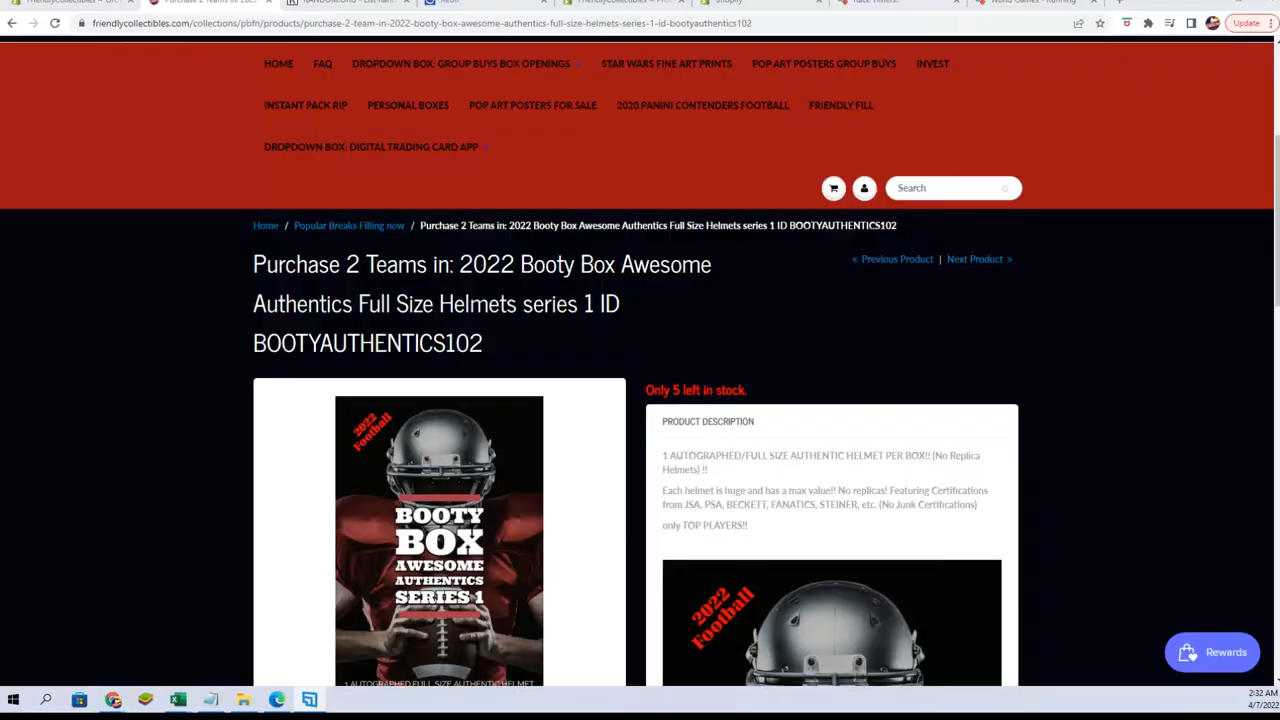 friendlycollectibles.com/collections/pbfn/products/purchase-2-team-in-2022-booty-box-awesome-authentics-full-size-helmets-series-1-id-bootyauthentics102
Update
HOME FAQ DROPDOWN BOX: GROUP BUYS BOX OPENINGS STAR WARS FINE ART PRINTS POP ART POSTERS GROUP BUYS INVEST
INSTANT PACK RIP PERSONAL BOXES POP ART POSTERS FOR SALE 2020 PANINI CONTENDERS FOOTBALL FRIENDLY FILL
DROPDOWN BOX: DIGITAL TRADING CARD APP
Search
Home / Popular Breaks Filling now / Purchase 2 Teams in: 2022 Booty Box Awesome Authentics Full Size Helmets series 1 ID BOOTYAUTHENTICS102
« Previous Product | Next Product »
Purchase 2 Teams in: 2022 Booty Box Awesome
Authentics Full Size Helmets series 1 ID
BOOTYAUTHENTICS102
2022
Football
BOOTY
BOX
AWESOME
AUTHENTICS
SERIES 1
1 AUTOGRAPHED FULL SIZE AUTHENTIC HELMET
Only 5 left in stock.
PRODUCT DESCRIPTION
1 AUTOGRAPHED/FULL SIZE AUTHENTIC HELMET PER BOX!! (No Replica
Helmets) !!
Each helmet is huge and has a max value!! No replicas! Featuring Certifications
from JSA, PSA, BECKETT, FANATICS, STEINER, etc. (No Junk Certifications)
only TOP PLAYERS!!
2022
Football
Rewards
2:32 AM
4/7/2022